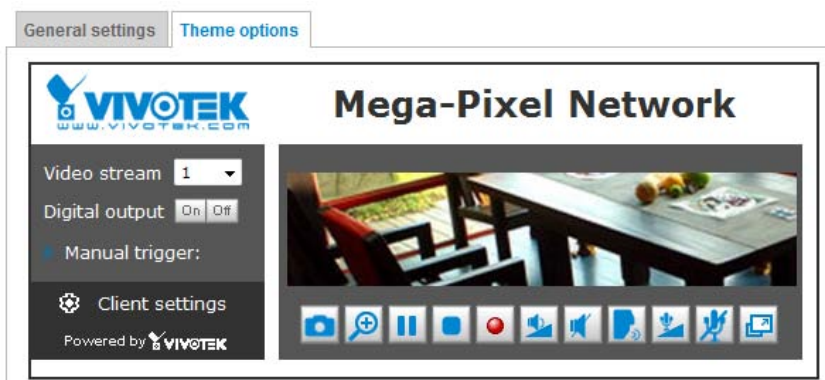 General settings
Theme options
VIVOTEK
www.vivotek.com
Mega-Pixel Network
Video stream 1
Digital output On Off
Manual trigger:
Client settings
Powered by VIVOTEK